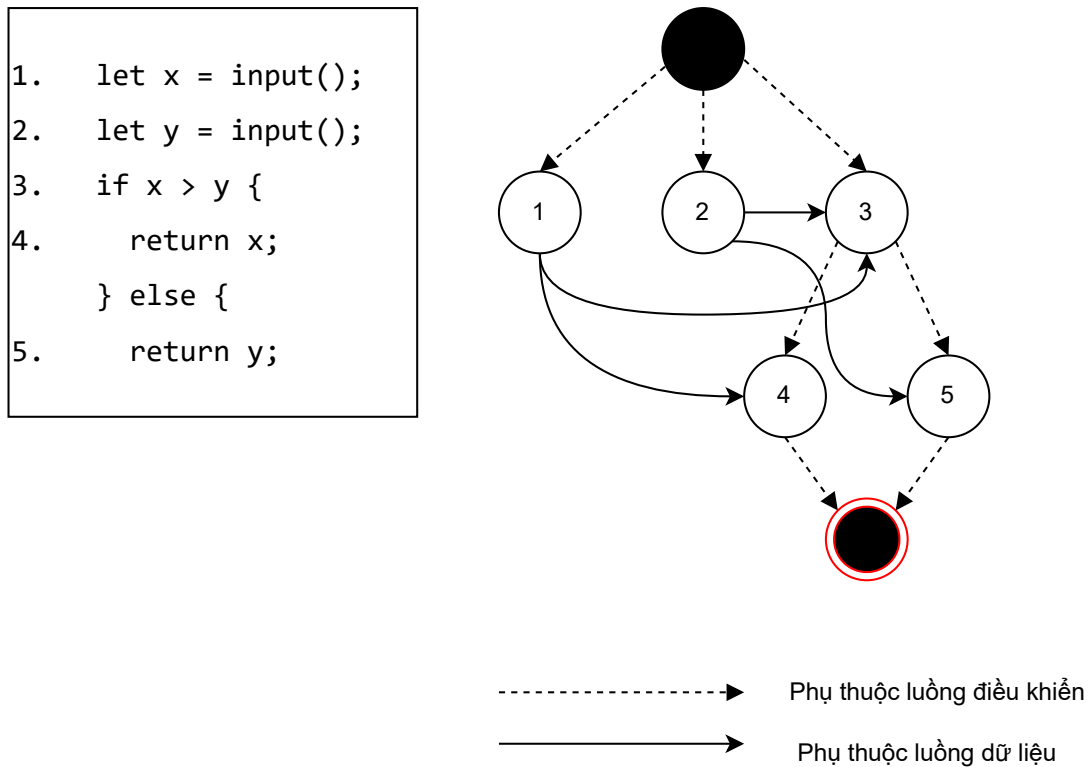 1. let x = input();
2. let y = input();
3. if x > y {
4. return x;
} else {
5. return y;
1
2
3
4
5
Phụ thuộc luồng điều khiển
Phụ thuộc luồng dữ liệu